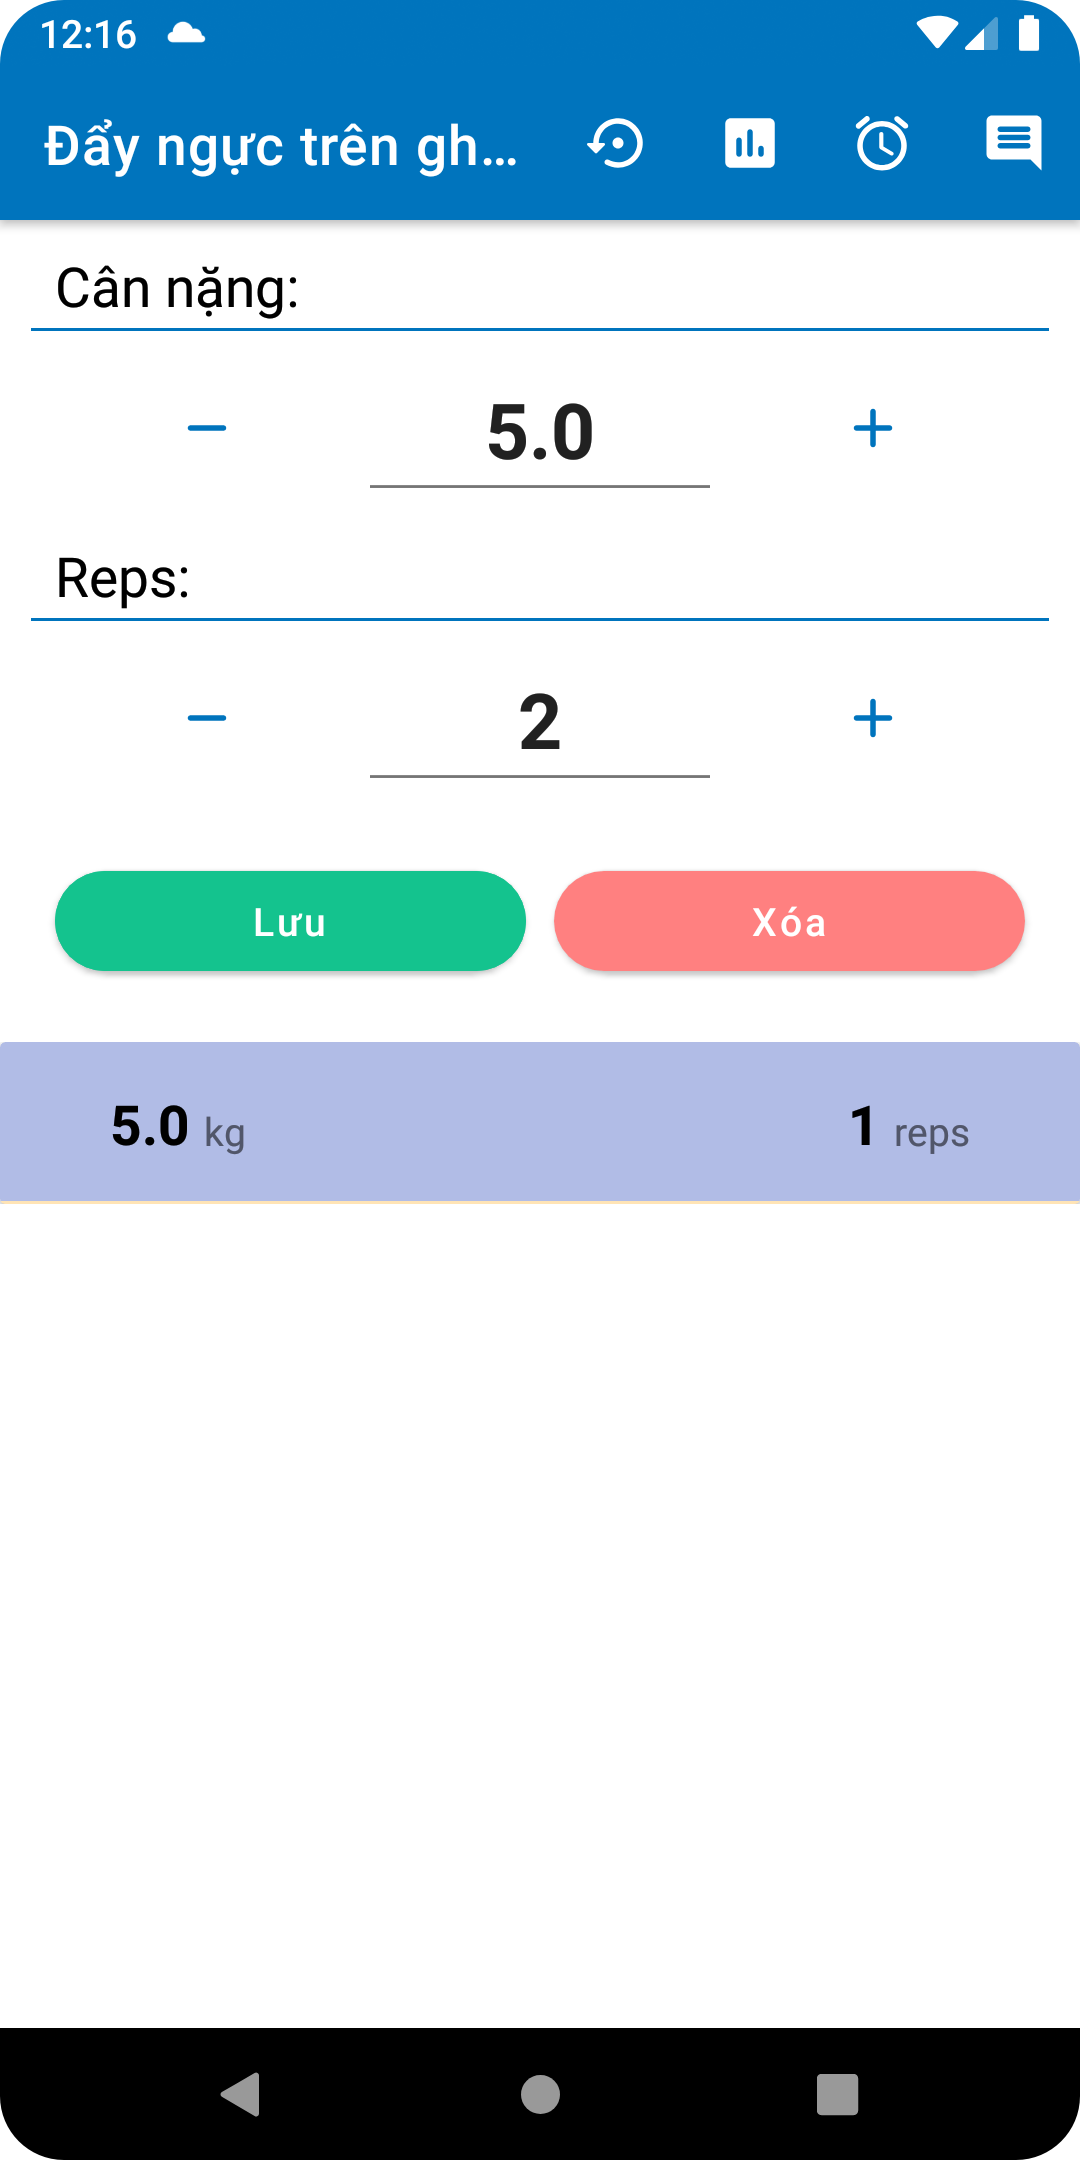 12:16
Đẩy ngực trên gh...
Cân nặng:
5.0
Reps:
2
Lưu Xóa
5.0 kg 1 reps